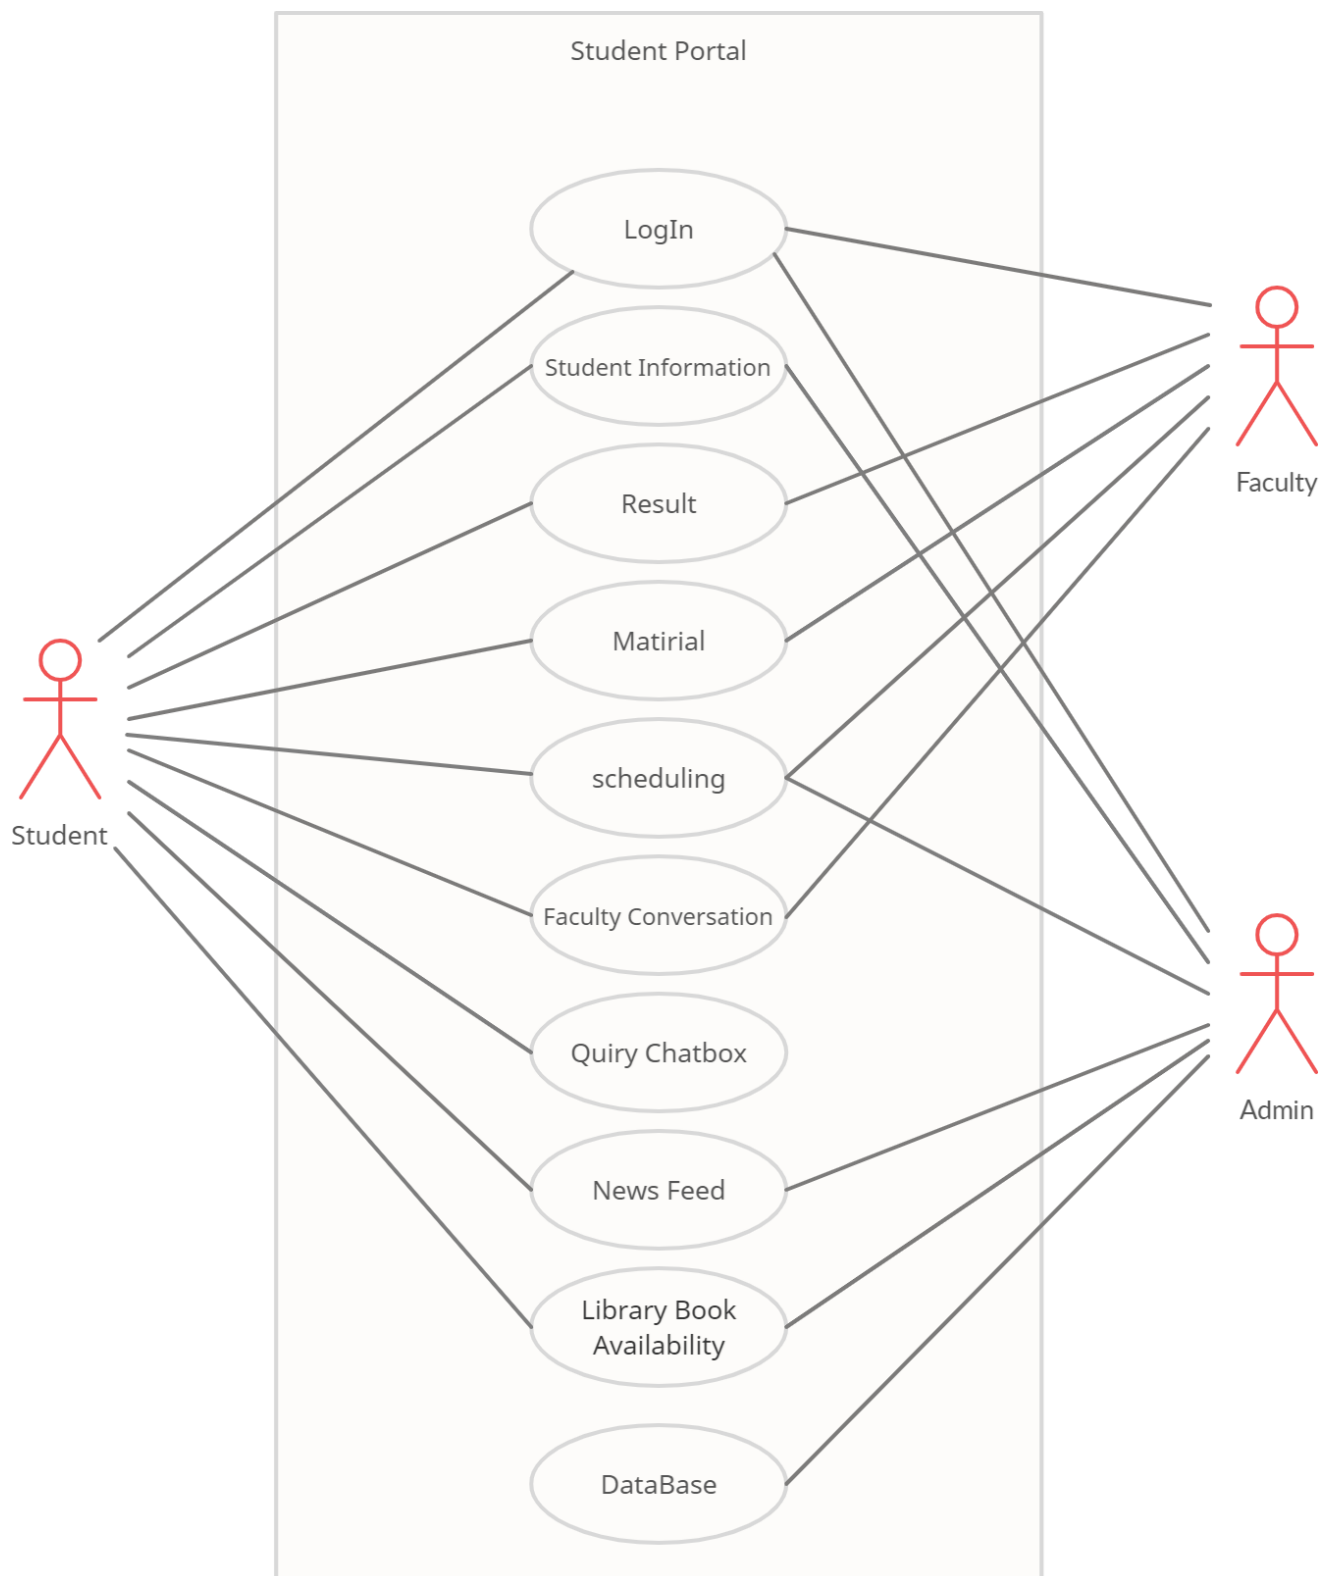 Student Portal
LogIn
Student Information
Result
Matirial
scheduling
Faculty Conversation
Quiry Chatbox
News Feed
Library Book
Availability
DataBase
Student
Faculty
Admin